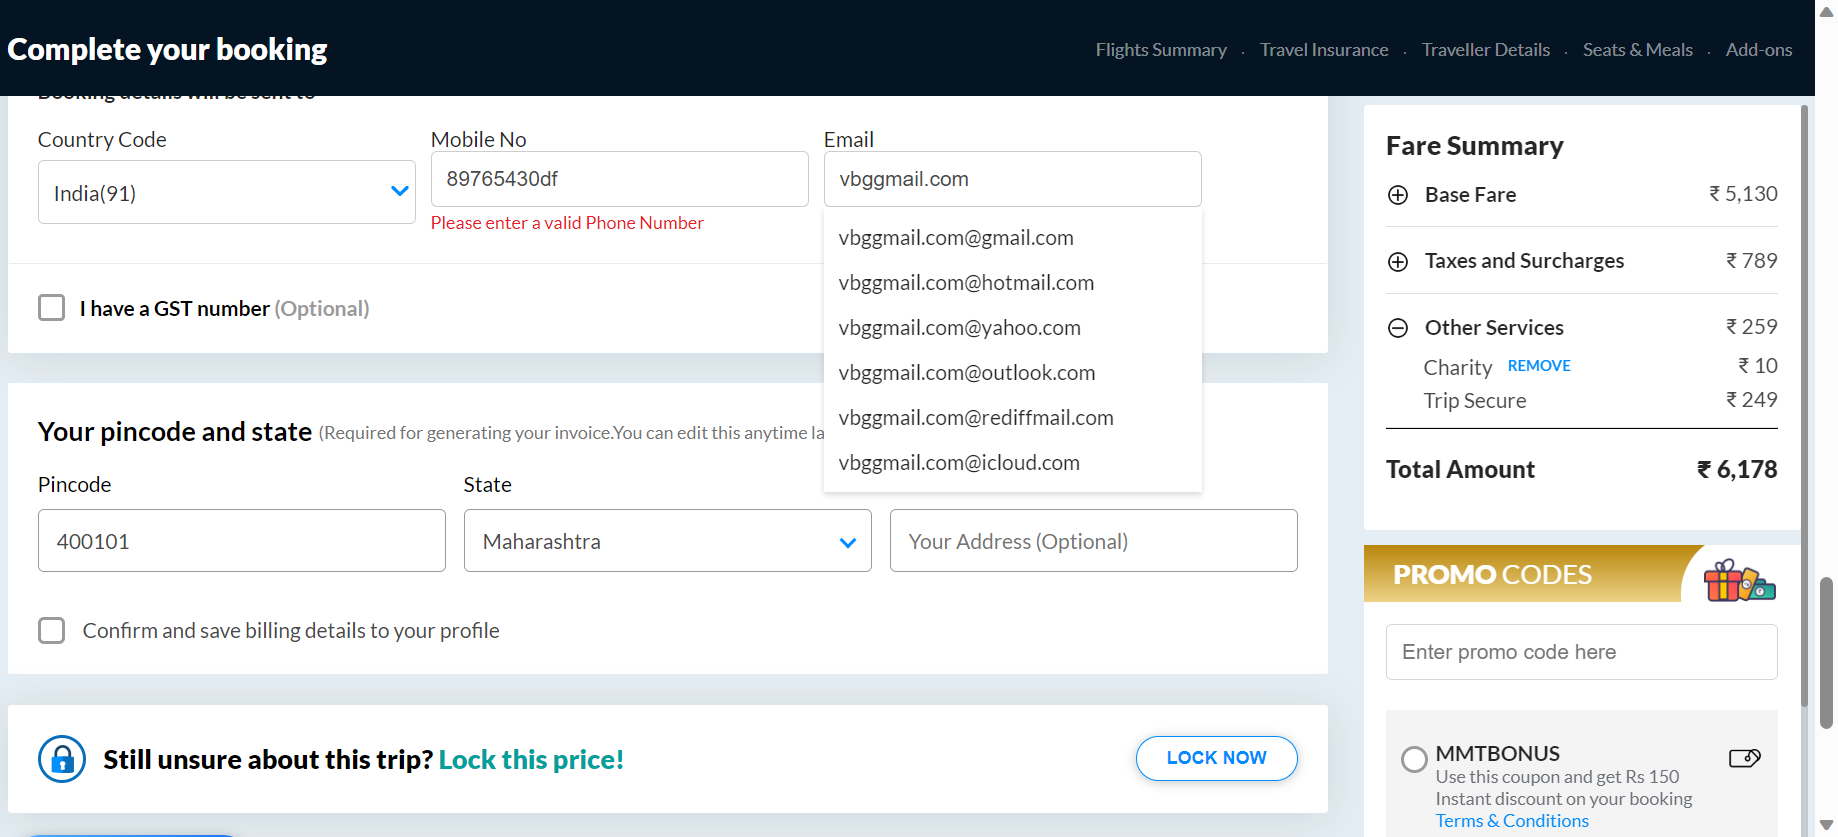 Complete your booking
Flights Summary · Travel Insurance · Traveller Details · Seats & Meals · Add-ons
Booking details will be sent to
Country Code
India(91)
Mobile No
89765430df
Please enter a valid Phone Number
Email
vbggmail.com
vbggmail.com@gmail.com
vbggmail.com@hotmail.com
vbggmail.com@yahoo.com
vbggmail.com@outlook.com
vbggmail.com@rediffmail.com
vbggmail.com@icloud.com
I have a GST number (Optional)
Your pincode and state (Required for generating your invoice.You can edit this anytime la
Pincode
400101
State
Maharashtra
Your Address (Optional)
Confirm and save billing details to your profile
Still unsure about this trip? Lock this price!
LOCK NOW
Fare Summary
Base Fare ₹ 5,130
Taxes and Surcharges ₹ 789
Other Services ₹ 259
Charity REMOVE ₹ 10
Trip Secure ₹ 249
Total Amount ₹ 6,178
PROMO CODES
Enter promo code here
MMTBONUS
Use this coupon and get Rs 150
Instant discount on your booking
Terms & Conditions